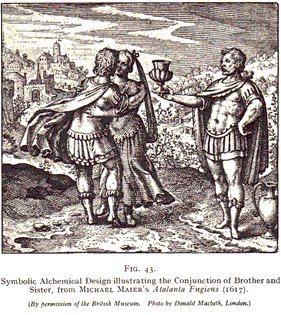 FIG. 43.
Symbolic Alchemical Design illustrating the Conjunction of Brother and
Sister, from MICHAEL MAIER'S Atalanta Fugiens (1617).
(By permission of the British Museum. Photo by Donald Macbeth, London.)